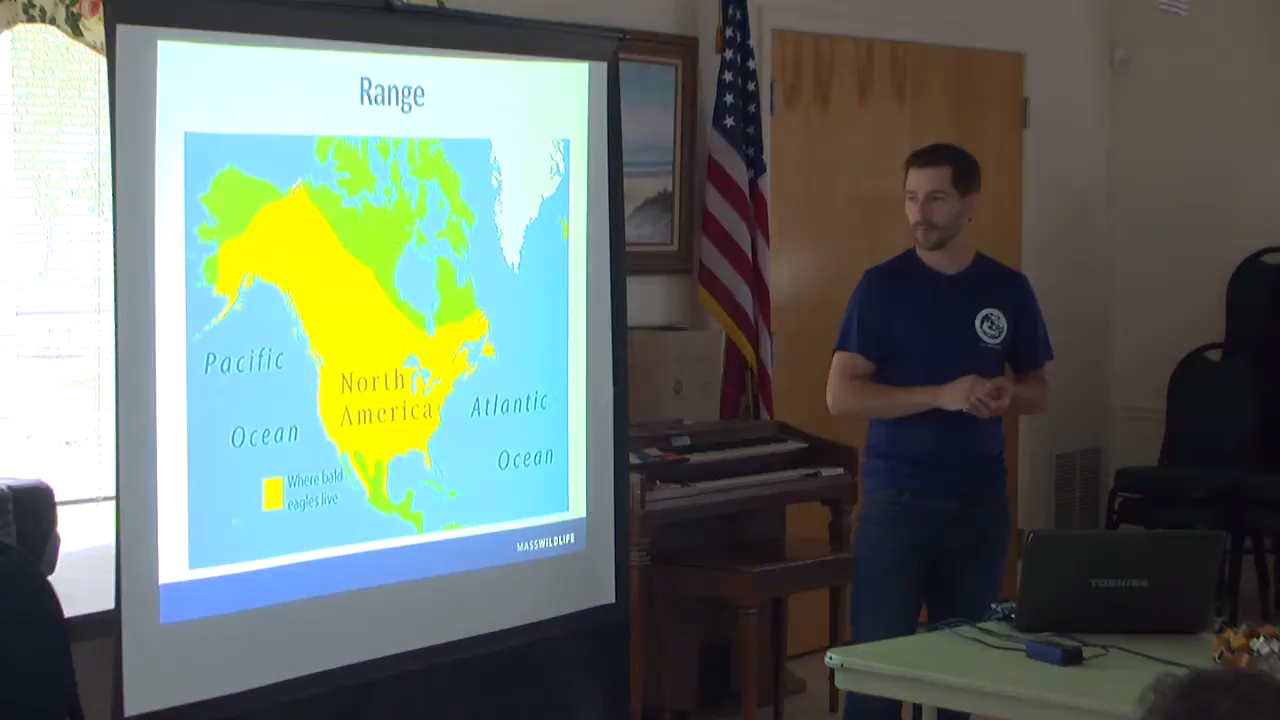 Range
Pacific
Ocean
North
America
Atlantic
Ocean
Where bald
eagles live
MASSWILDLIFE
TOSHIBA